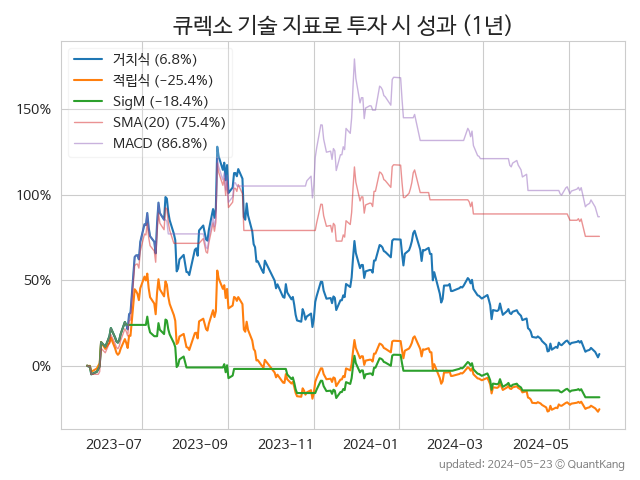 큐렉소 기술 지표로 투자 시 성과 (1년)
거치식 (6.8%)
적립식 (-25.4%)
SigM (-18.4%)
SMA(20) (75.4%)
MACD (86.8%)
150%
100%
50%
0%
2023-07 2023-09 2023-11 2024-01 2024-03 2024-05
updated: 2024-05-23 ⓒ QuantKang